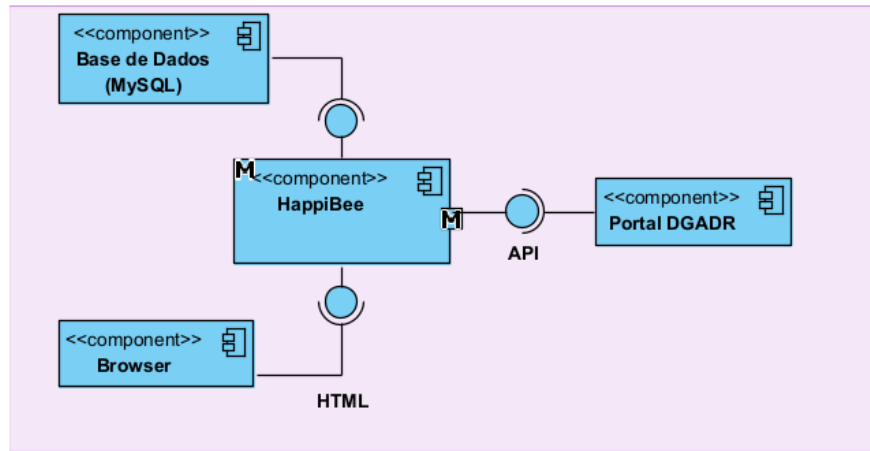 <<component>>
Base de Dados
(MySQL)
M
<<component>>
HappiBee
M
API
<<component>>
Portal DGADR
<<component>>
Browser
HTML